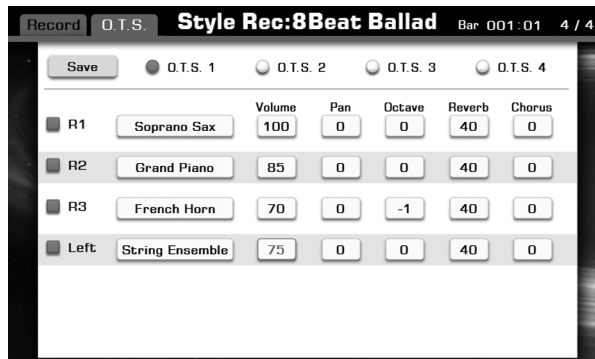 Record O.T.S. Style Rec:8Beat Ballad Bar 001:01 4/4
Save O.T.S. 1 O.T.S. 2 O.T.S. 3 O.T.S. 4
Volume Pan Octave Reverb Chorus
R1 Soprano Sax 100 0 0 40 0
R2 Grand Piano 85 0 0 40 0
R3 French Horn 70 0 -1 40 0
Left String Ensemble 75 0 0 40 0